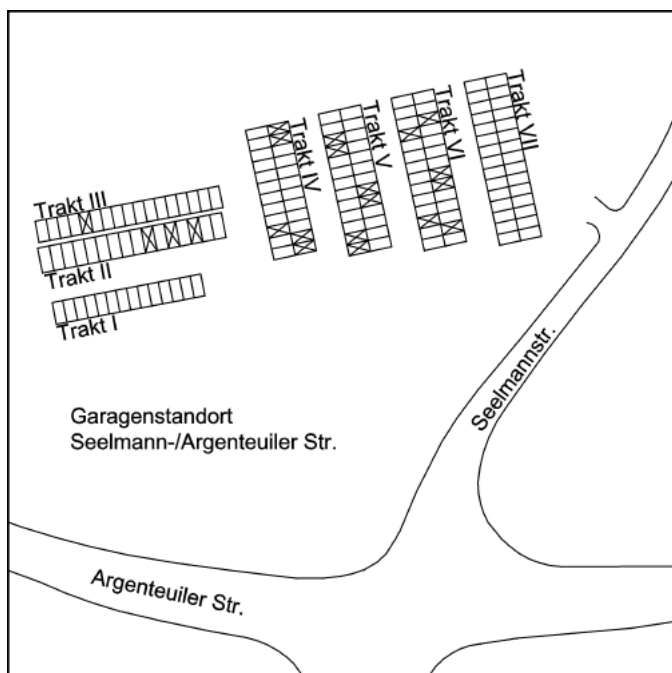 Trakt III
Trakt II
Trakt I
Trakt IV
Trakt V
Trakt VI
Trakt VII
Seelmannstr.
Garagenstandort
Seelmann-/Argenteuiler Str.
Argenteuiler Str.